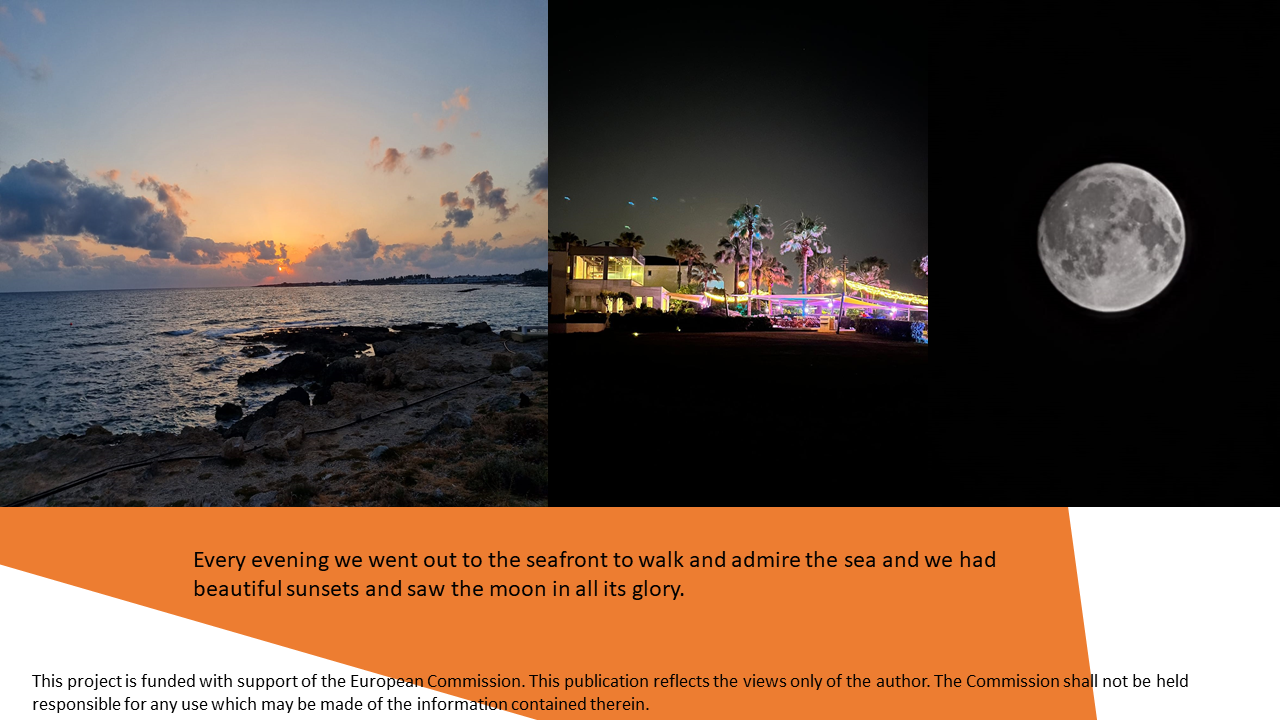 Every evening we went out to the seafront to walk and admire the sea and we had
beautiful sunsets and saw the moon in all its glory.
This project is funded with support of the European Commission. This publication reflects the views only of the author. The Commission shall not be held
responsible for any use which may be made of the information contained therein.